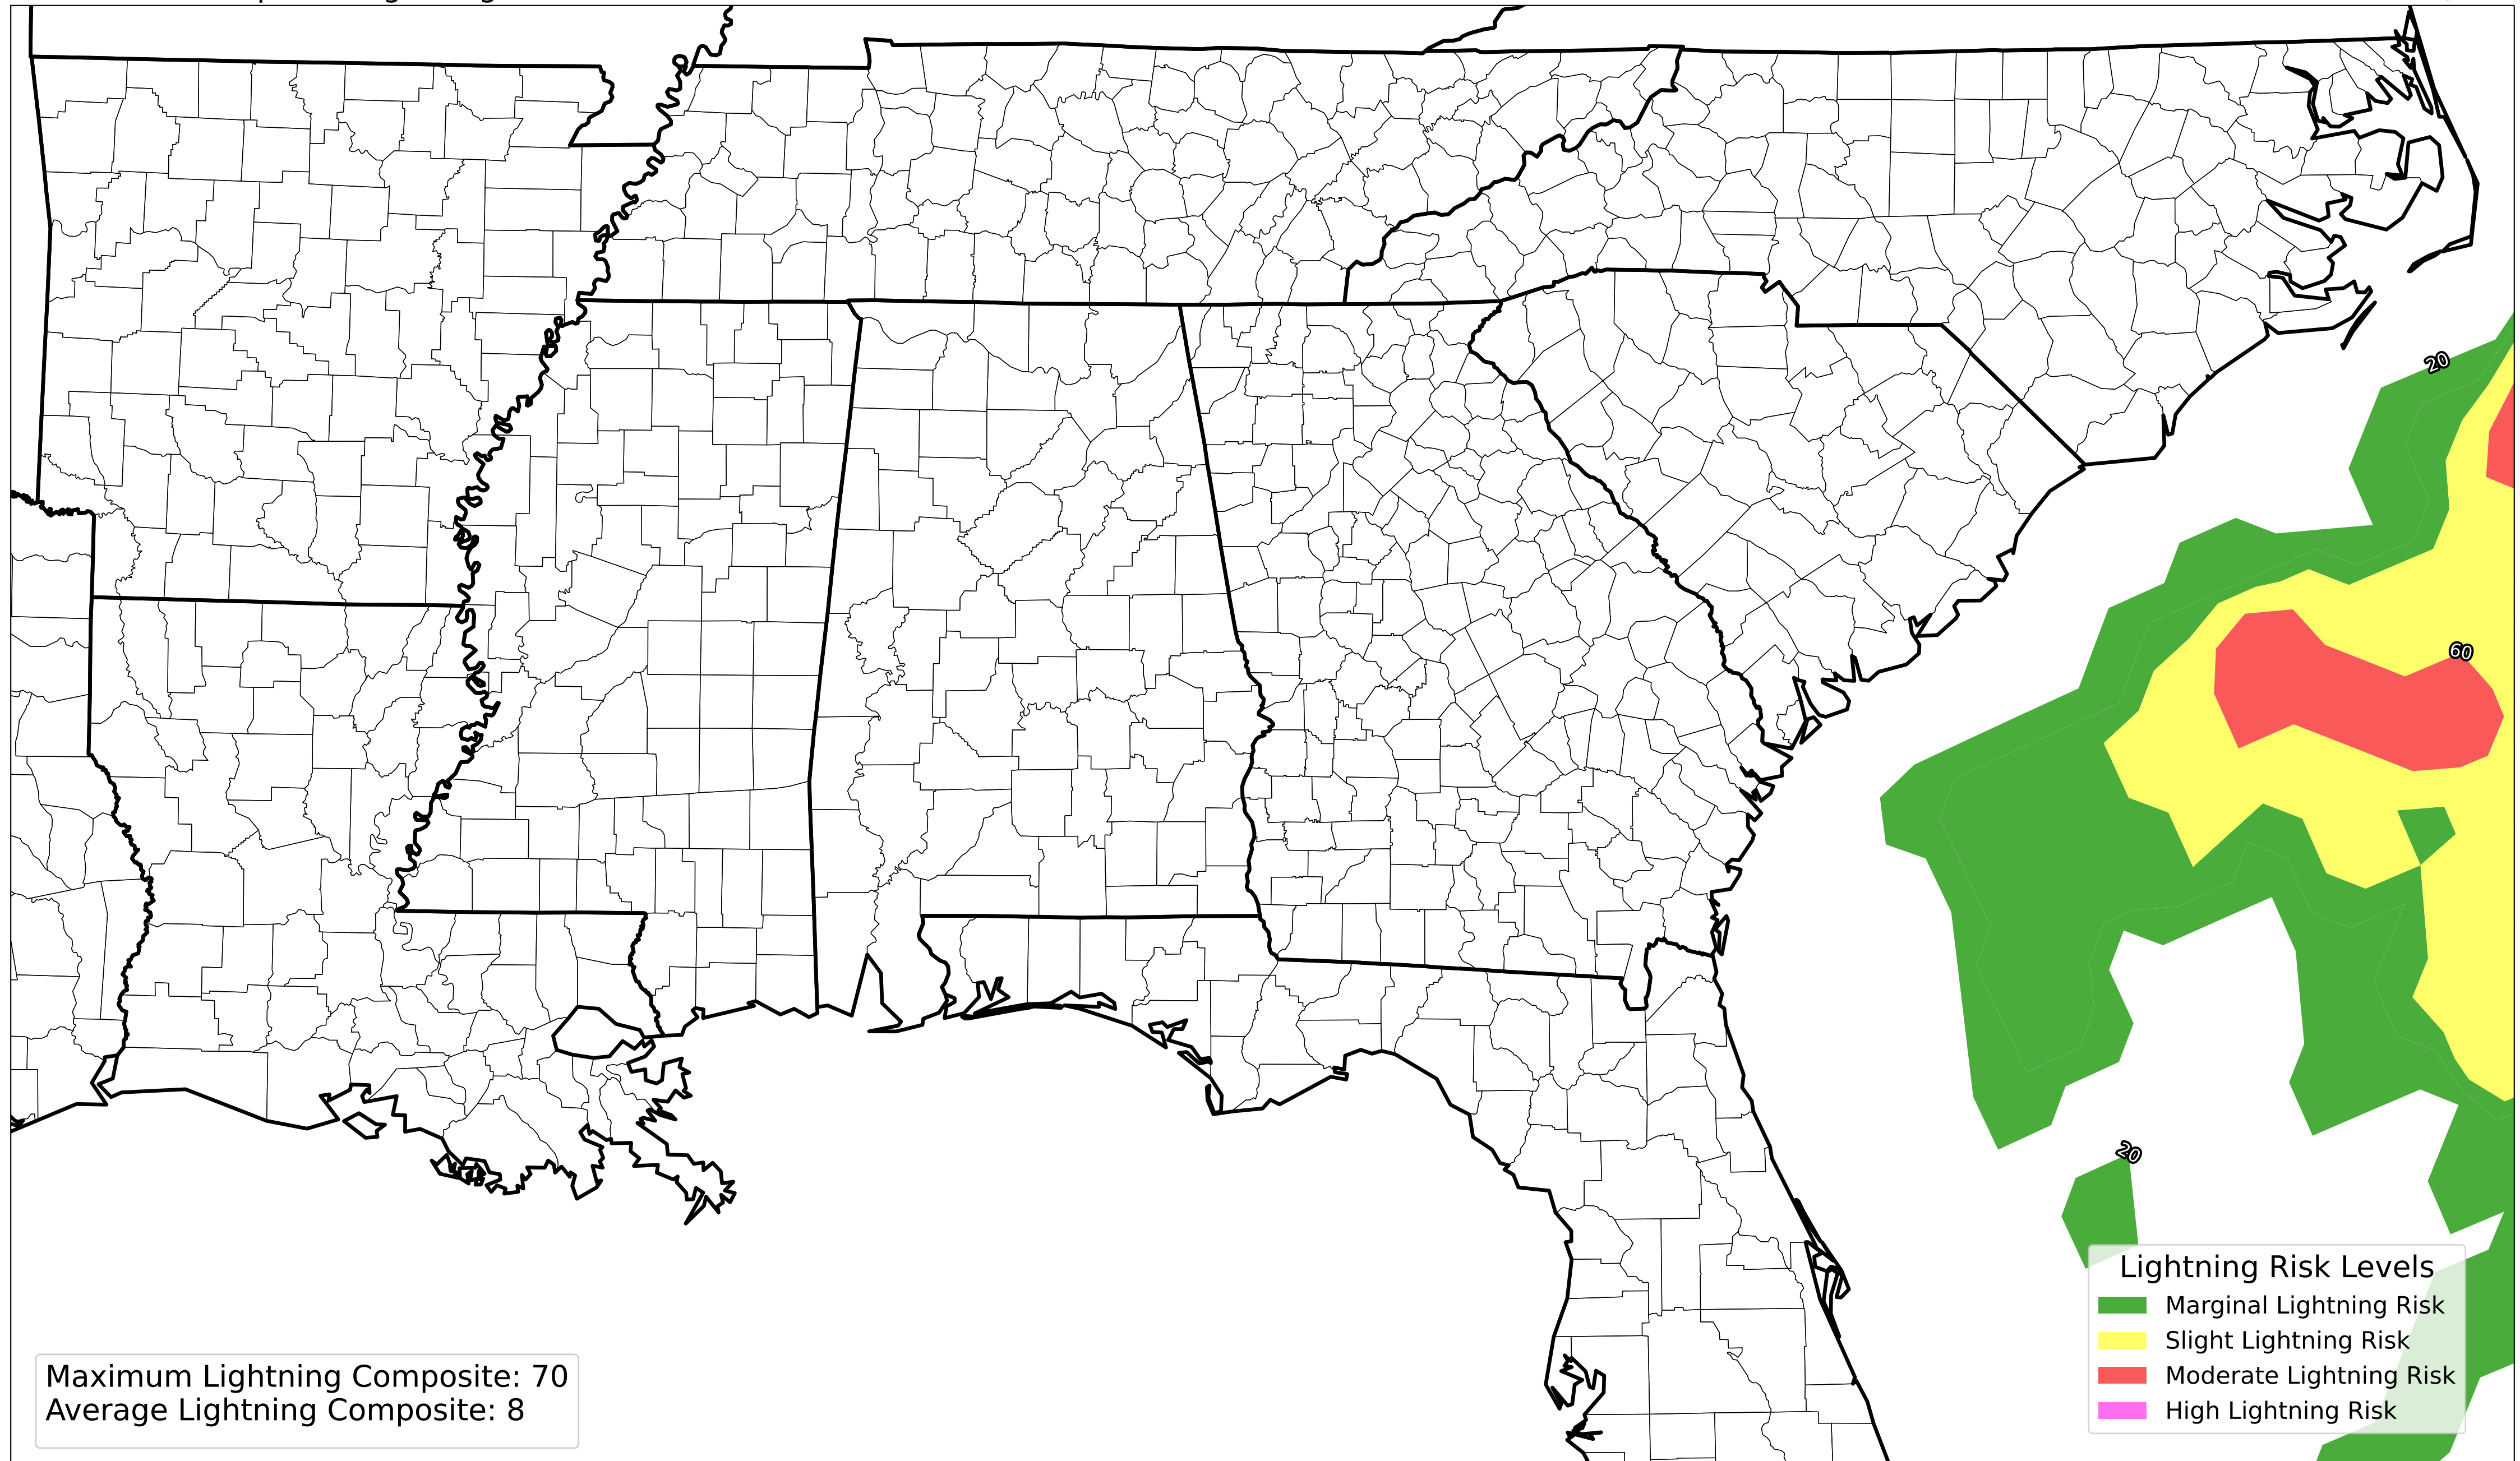 20
60
20
Lightning Risk Levels
Marginal Lightning Risk
Slight Lightning Risk
Moderate Lightning Risk
High Lightning Risk
Maximum Lightning Composite: 70
Average Lightning Composite: 8